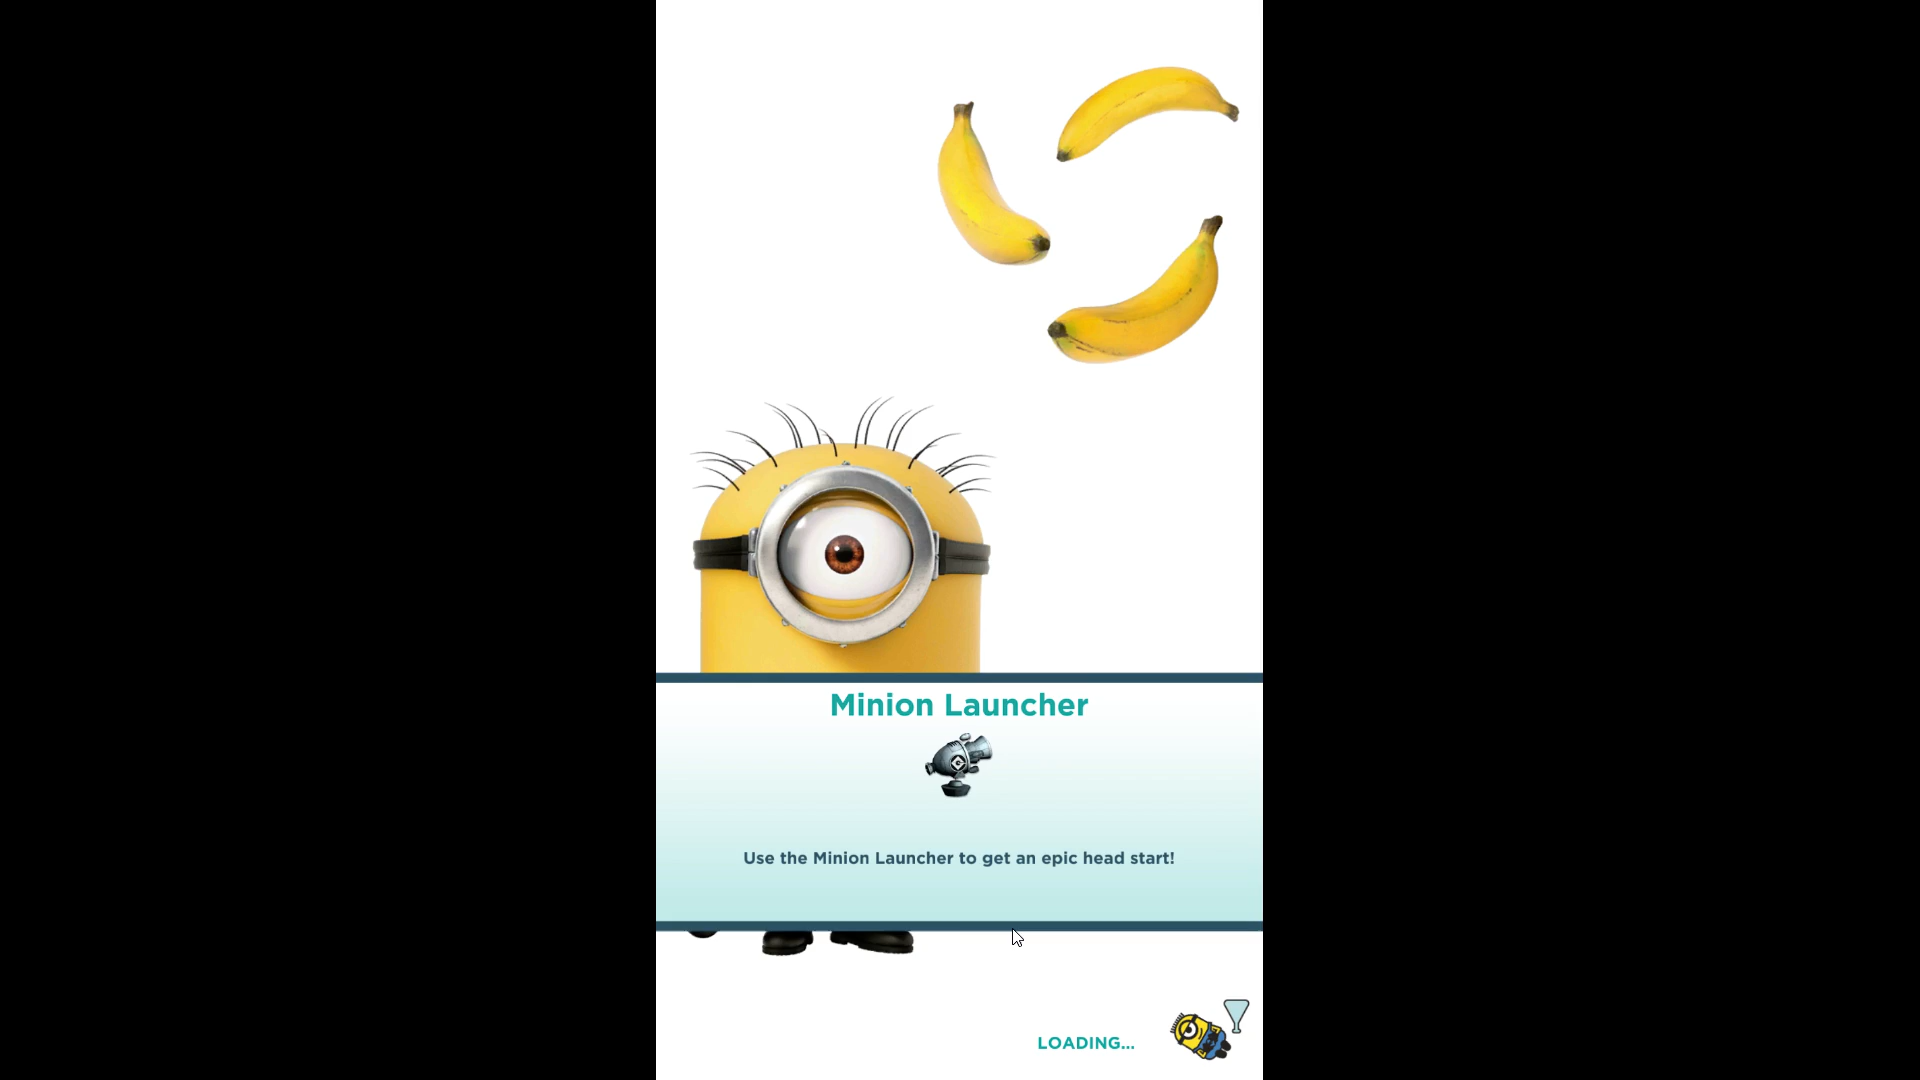 Minion Launcher
Use the Minion Launcher to get an epic head start!
LOADING...